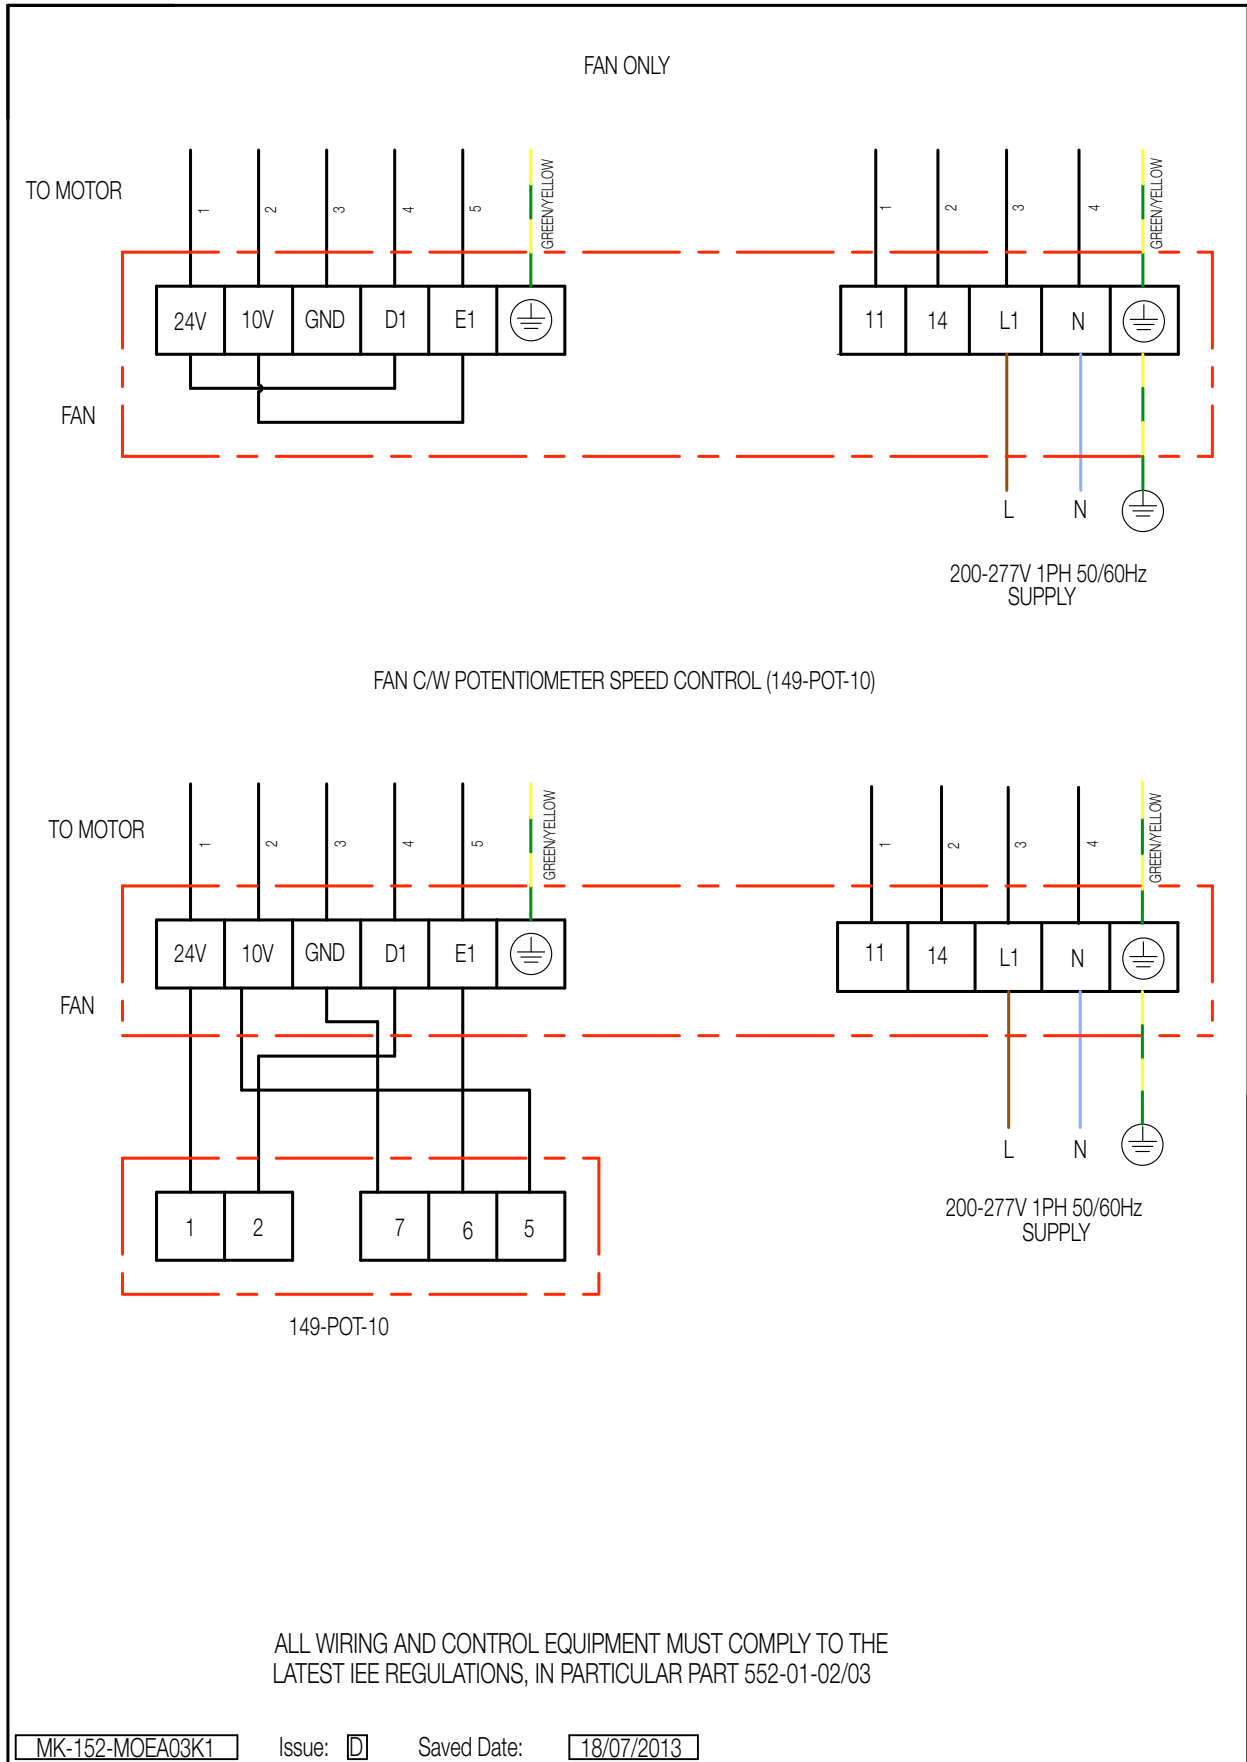 FAN ONLY
TO MOTOR
1 2 3 4 5 GREEN/YELLOW 1 2 3 4 GREEN/YELLOW
24V 10V GND D1 E1 11 14 L1 N
FAN
L N
200-277V 1PH 50/60Hz
SUPPLY
FAN C/W POTENTIOMETER SPEED CONTROL (149-POT-10)
TO MOTOR
1 2 3 4 5 GREEN/YELLOW 1 2 3 4 GREEN/YELLOW
24V 10V GND D1 E1 11 14 L1 N
FAN
L N
1 2 7 6 5
200-277V 1PH 50/60Hz
SUPPLY
149-POT-10
ALL WIRING AND CONTROL EQUIPMENT MUST COMPLY TO THE
LATEST IEE REGULATIONS, IN PARTICULAR PART 552-01-02/03
MK-152-MOEA03K1 Issue: D Saved Date: 18/07/2013